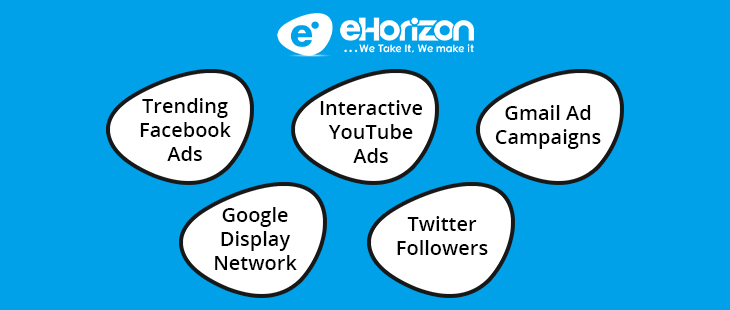 e eHorizon
...We Take It, We make it
Trending
Facebook
Ads
Interactive
YouTube
Ads
Gmail Ad
Campaigns
Google
Display
Network
Twitter
Followers